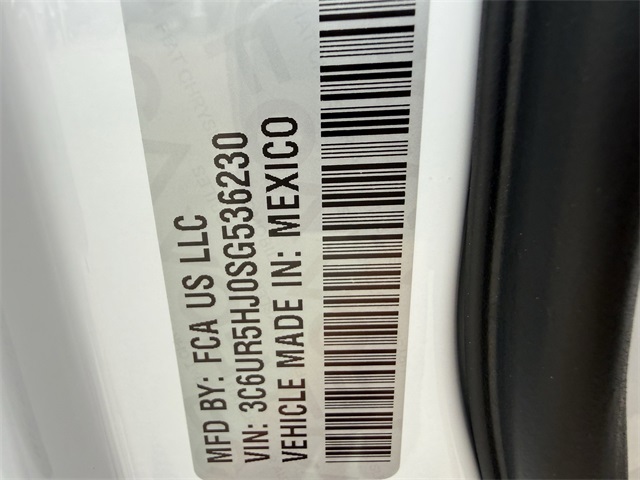 MFD BY: FCA US LLC
VIN: 3C6UR5HJ0SG536230
VEHICLE MADE IN: MEXICO